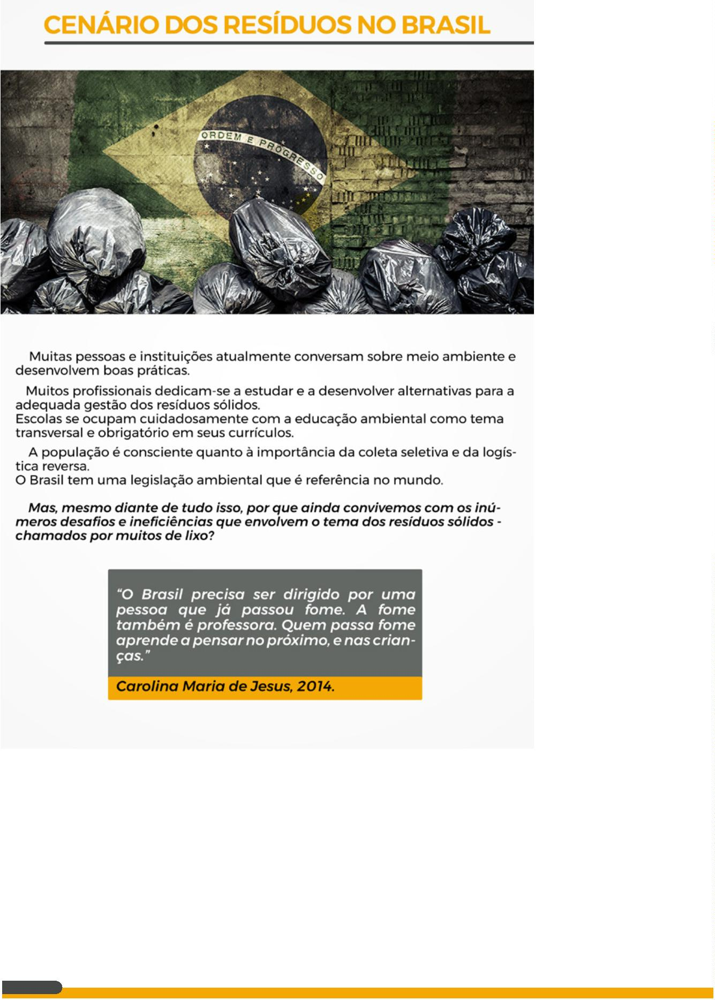 CENÁRIO DOS RESÍDUOS NO BRASIL
ORDEM E PROGRESSO
Muitas pessoas e instituições atualmente conversam sobre meio ambiente e
desenvolvem boas práticas.
Muitos profissionais dedicam-se a estudar e a desenvolver alternativas para a
adequada gestão dos resíduos sólidos.
Escolas se ocupam cuidadosamente com a educação ambiental como tema
transversal e obrigatório em seus currículos.
A população é consciente quanto à importância da coleta seletiva e da logís-
tica reversa.
O Brasil tem uma legislação ambiental que é referência no mundo.
Mas, mesmo diante de tudo isso, por que ainda convivemos com os inú-
meros desafios e ineficiências que envolvem o tema dos resíduos sólidos -
chamados por muitos de lixo?
“O Brasil precisa ser dirigido por uma
pessoa que já passou fome. A fome
também é professora. Quem passa fome
aprende a pensar no próximo, e nas crian-
ças.”
Carolina Maria de Jesus, 2014.